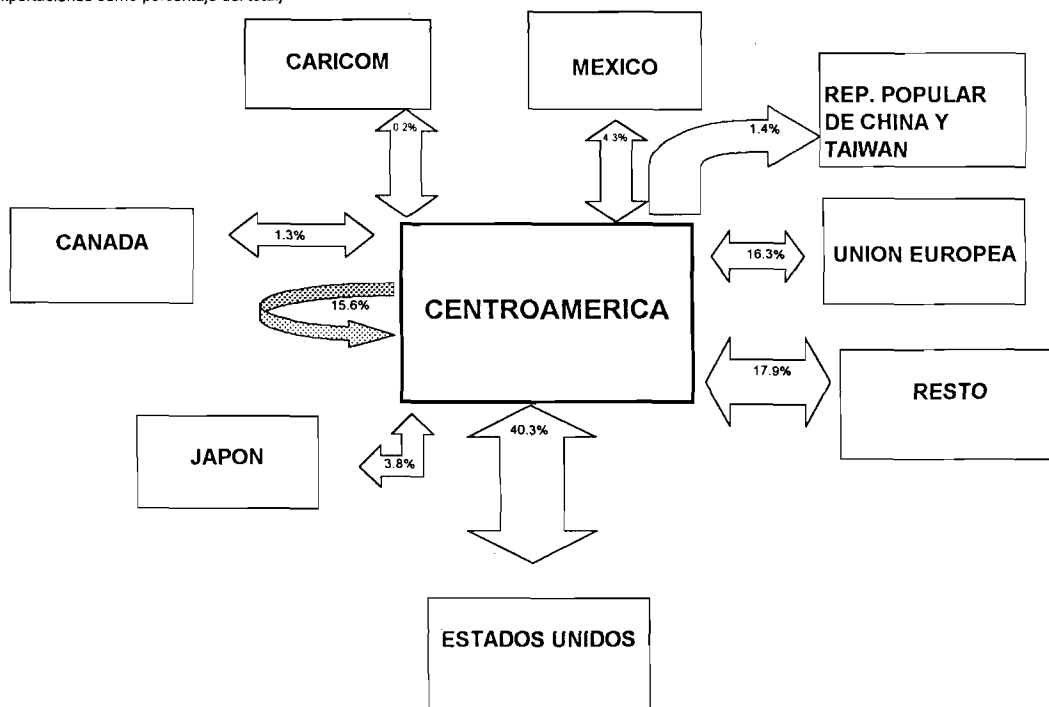 como porcentaje del total)
CARICOM
MEXICO
REP. POPULAR
DE CHINA Y
TAIWAN
0.2%
4.3%
1.4%
CANADA
1.3%
16.3%
UNION EUROPEA
15.6%
CENTROAMERICA
17.9%
RESTO
JAPON
3.8%
40.3%
ESTADOS UNIDOS